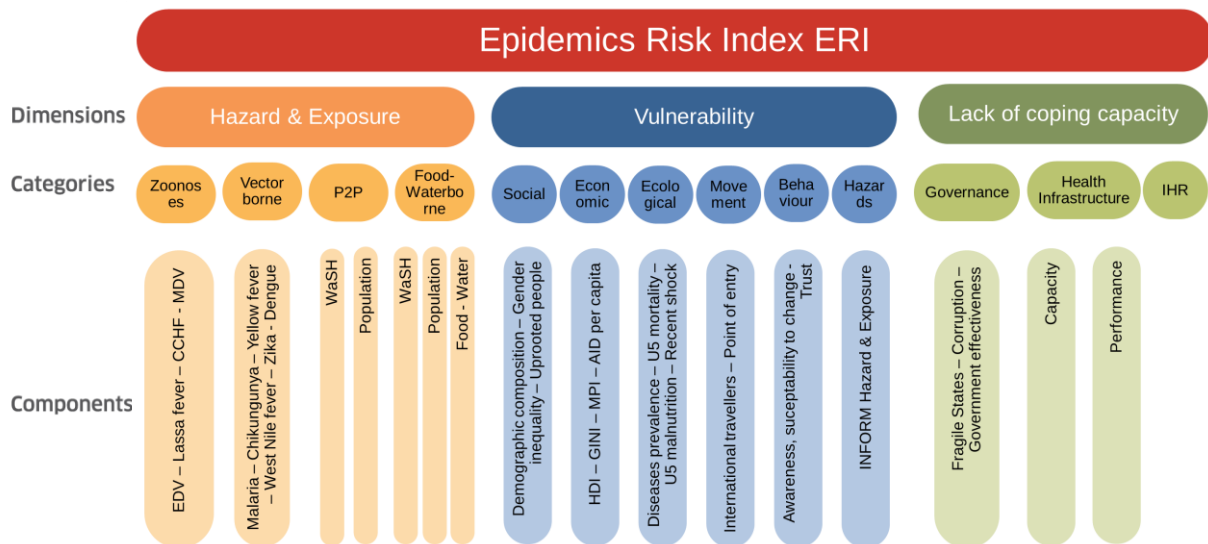 Epidemics Risk Index ERI
Dimensions
Hazard & Exposure
Vulnerability
Lack of coping capacity
Categories
Zoonos
es
Vector
borne
P2P
Food-
Waterbo
rne
Social
Econ
omic
Ecolo
gical
Move
ment
Beha
viour
Hazar
ds
Governance
Health
Infrastructure
IHR
Components
EDV – Lassa fever – CCHF - MDV
Malaria – Chikungunya – Yellow fever
– West Nile fever – Zika - Dengue
WaSH
Population
WaSH
Population
Food - Water
Demographic composition – Gender
inequality – Uprooted people
HDI – GINI – MPI – AID per capita
Diseases prevalence – U5 mortality –
U5 malnutrition – Recent shock
International travellers – Point of entry
Awareness, suceptability to change -
Trust
INFORM Hazard & Exposure
Fragile States – Corruption –
Government effectiveness
Capacity
Performance